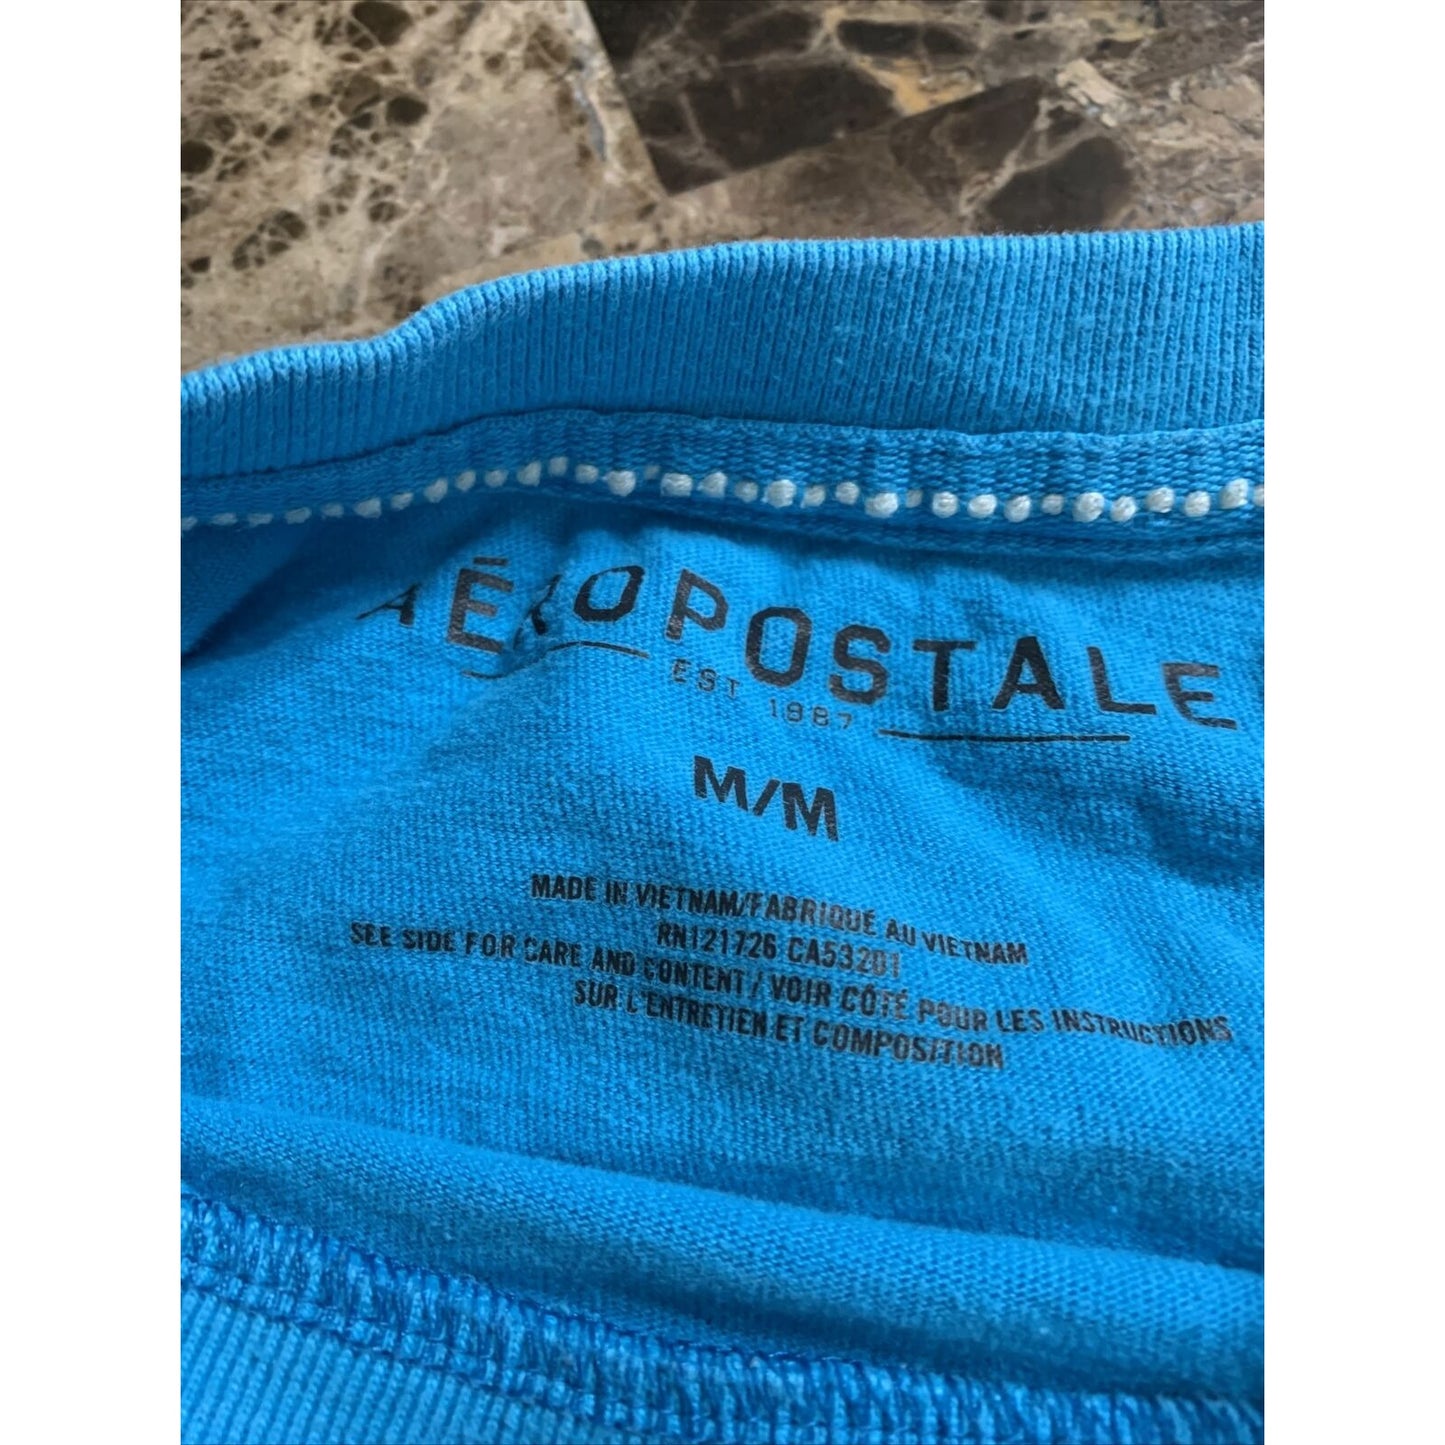 AÉROPOSTALE
EST 1987
M/M
MADE IN VIETNAM/FABRIQUÉ AU VIETNAM
RN121726 CA53201
SEE SIDE FOR CARE AND CONTENT / VOIR CÔTÉ POUR LES INSTRUCTIONS
SUR L'ENTRETIEN ET COMPOSITION